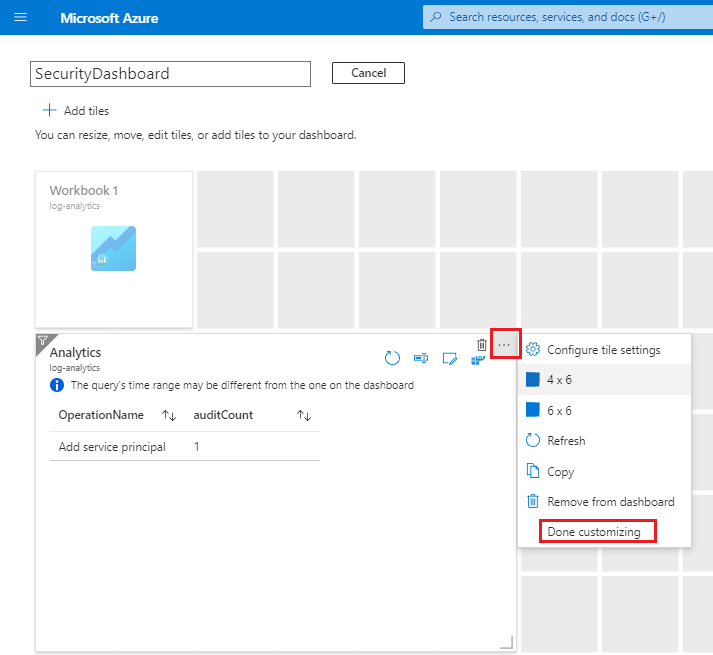 Microsoft Azure
Search resources, services, and docs (G+/)
SecurityDashboard
Cancel
Add tiles
You can resize, move, edit tiles, or add tiles to your dashboard.
Workbook 1
log-analytics
Analytics
log-analytics
The query's time range may be different from the one on the dashboard
OperationName auditCount
Add service principal 1
...
Configure tile settings
4 x 6
6 x 6
Refresh
Copy
Remove from dashboard
Done customizing